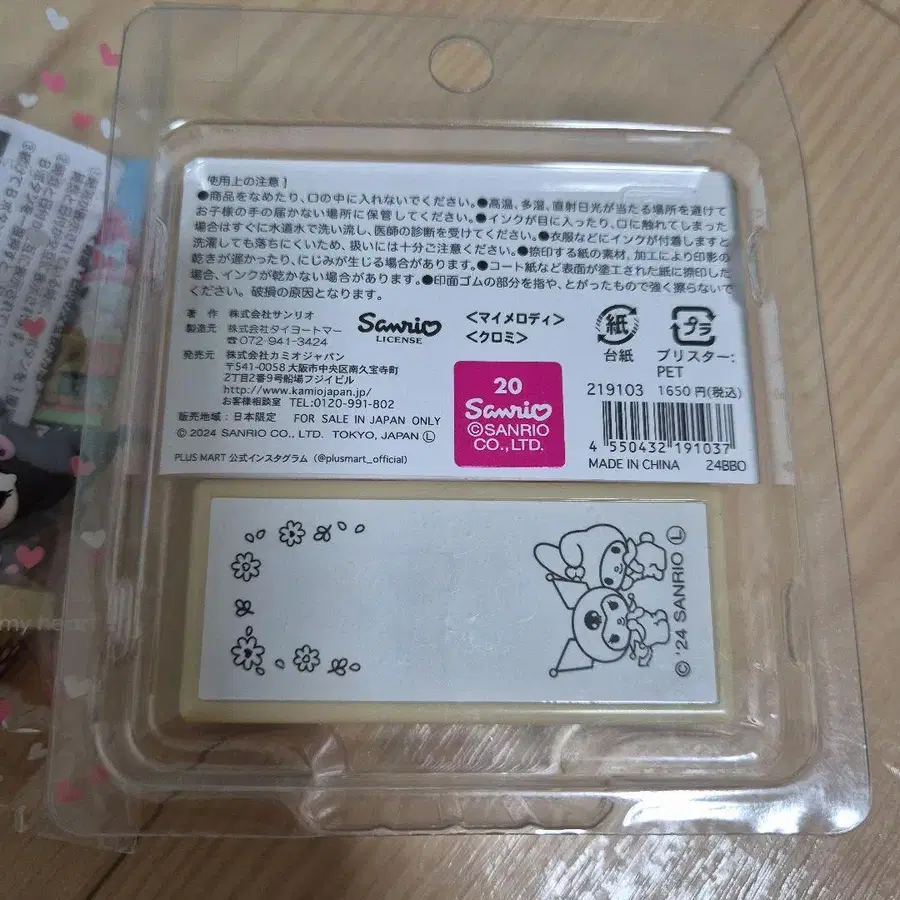 使用上の注意 ]
●商品をなめたり、口の中に入れないでください。●高温、多湿、直射日光が当たる場所を避けて
お子様の手の届かない場所に保管してください。●インクが目に入ったり、口に触れてしまった
場合はすぐに水道水で洗い流し、医師の診断を受けてください。●衣服などにインクが付着しますと
洗濯しても落ちにくいため、扱いには十分ご注意ください。●捺印する紙の素材、加工により印影の
乾きが遅かったり、にじみが生じる場合があります。●コート紙など表面が塗工された紙に捺印した
場合、インクが乾かない場合があります。●印面ゴムの部分を指や、とがったもので強く擦らないで
ください。破損の原因となります。
著 作 株式会社サンリオ
製造元 株式会社タイヨートマー
☎072-941-3424
発売元 株式会社カミオジャパン
〒541-0058 大阪市中央区南久宝寺町
2丁目2番9号船場フジイビル
http://www.kamiojapan.jp/
お客様相談室 TEL:0120-991-802
販売地域:日本限定 FOR SALE IN JAPAN ONLY
© 2024 SANRIO CO., LTD. TOKYO, JAPAN Ⓛ
PLUS MART 公式インスタグラム (@plusmart_official)
Sanrio
LICENSE
<マイメロディ>
<クロミ>
20
Sanrio
©SANRIO
CO.,LTD.
紙
台紙
プラ
ブリスター:
PET
219103 1650円(税込)
4 550432 191037
MADE IN CHINA 24BBO
© '24 SANRIO Ⓛ
my heart